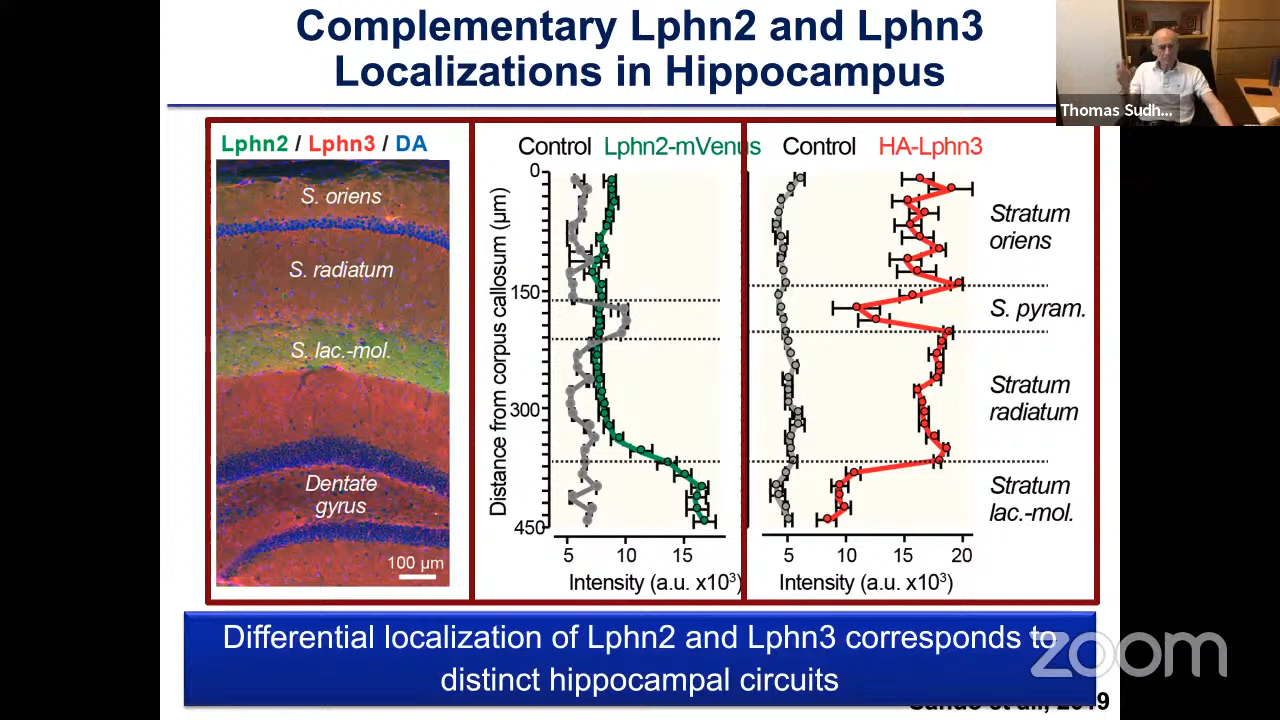 Complementary Lphn2 and Lphn3
Localizations in Hippocampus
Thomas Sudh...
Lphn2 / Lphn3 / DA
S. oriens
S. radiatum
S. lac.-mol.
Dentate
gyrus
100 μm
Control Lphn2-mVenus
Distance from corpus callosum (μm)
0
150
300
450
5 10 15
Intensity (a.u. x10³)
Control HA-Lphn3
Stratum
oriens
S. pyram.
Stratum
radiatum
Stratum
lac.-mol.
5 10 15 20
Intensity (a.u. x10³)
Differential localization of Lphn2 and Lphn3 corresponds to
distinct hippocampal circuits
zoom